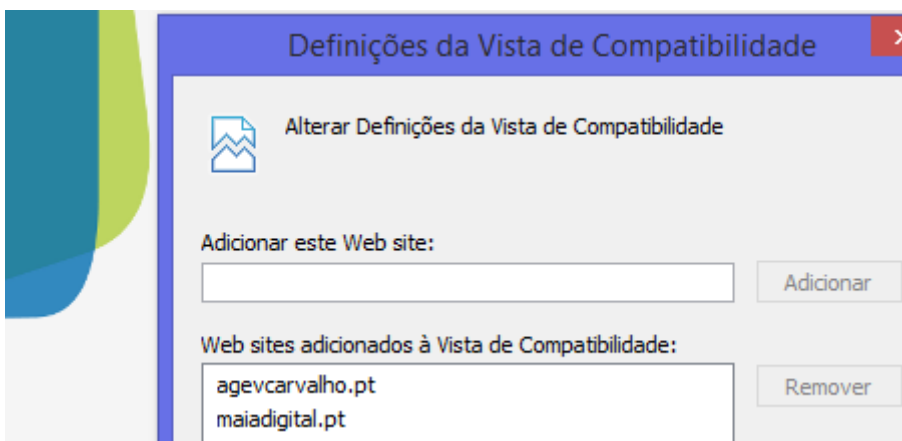 Definições da Vista de Compatibilidade
Alterar Definições da Vista de Compatibilidade
Adicionar este Web site:
Adicionar
Web sites adicionados à Vista de Compatibilidade:
agevcarvalho.pt
Remover
maiadigital.pt